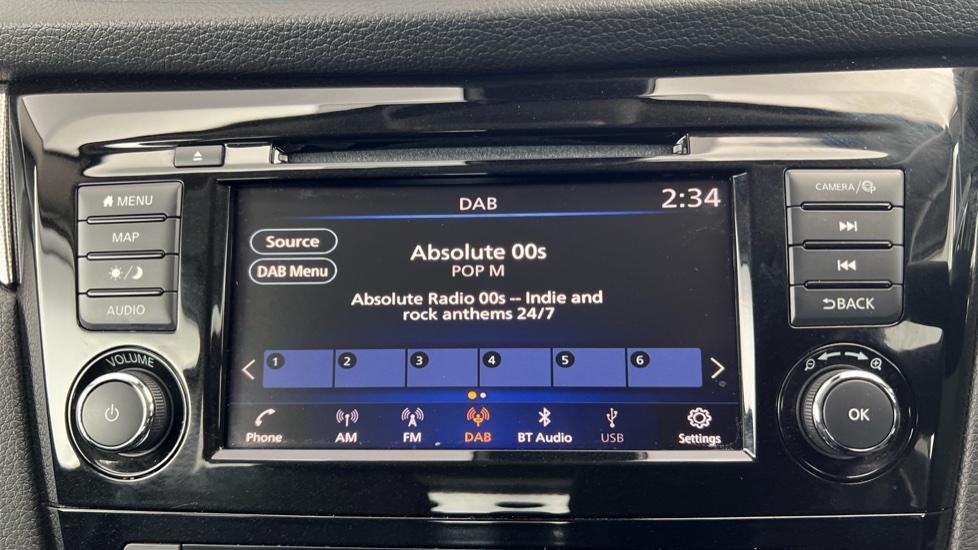 DAB
2:34
MENU
MAP
AUDIO
VOLUME
Source
DAB Menu
Absolute 00s
POP M
Absolute Radio 00s -- Indie and
rock anthems 24/7
1 2 3 4 5 6
Phone AM FM DAB BT Audio USB Settings
CAMERA/
BACK
OK